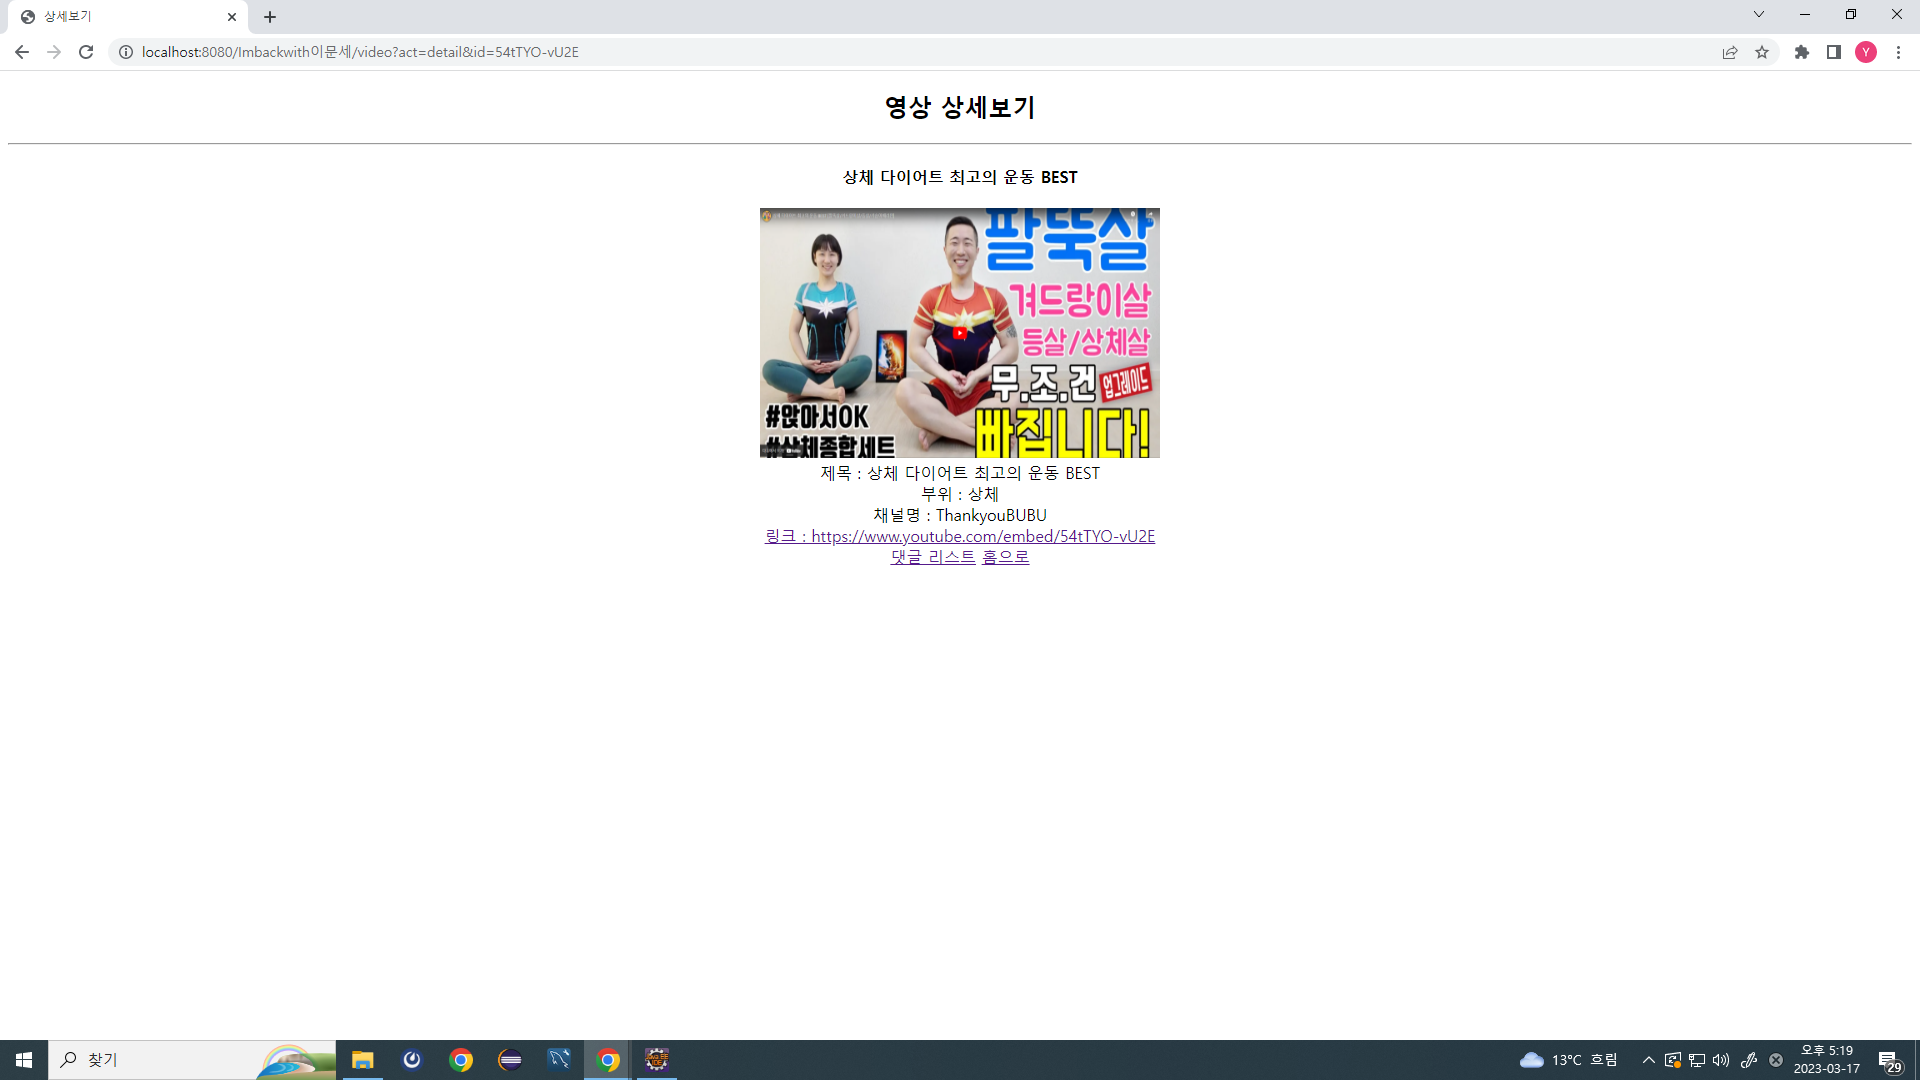 상세보기
localhost:8080/Imbackwith이문세/video?act=detail&id=54tTYO-vU2E
Y
영상 상세보기
상체 다이어트 최고의 운동 BEST
팔뚝살
겨드랑이살
등살/상체살
무.조.건 업그레이드
빠집니다!
#앉아서OK
#상체종합세트
제목 : 상체 다이어트 최고의 운동 BEST
부위 : 상체
채널명 : ThankyouBUBU
링크 : https://www.youtube.com/embed/54tTYO-vU2E
댓글 리스트 홈으로
찾기
Java EE
IDE
13°C 흐림
오후 5:19
2023-03-17
29